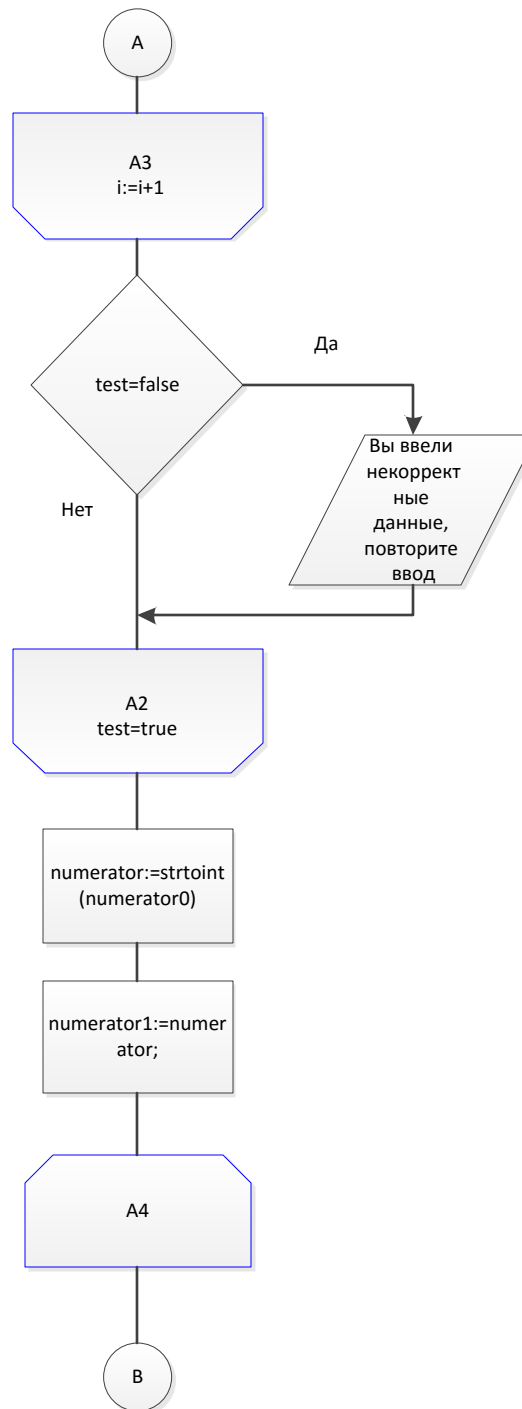 A
A3
i:=i+1
test=false
Да
Вы ввели
некоррект
ные
данные,
повторите
ввод
Нет
A2
test=true
numerator:=strtoint
(numerator0)
numerator1:=numer
ator;
A4
B